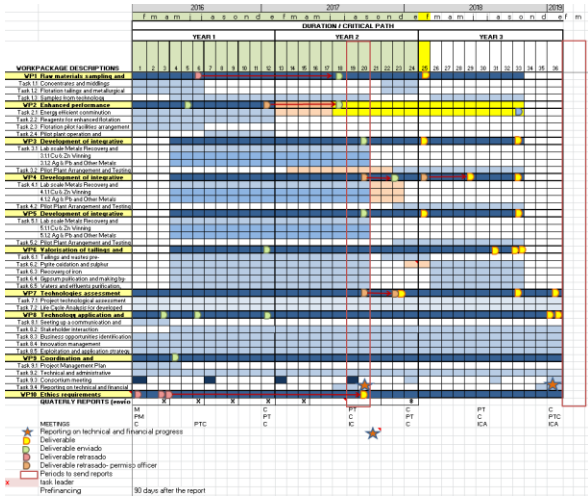 2016 2017 2018 2019
f m a m j j a s o n d e f m a m j j a s o n d e f m a m j j a s o n d e f m
DURATION / CRITICAL PATH
YEAR 1 YEAR 2 YEAR 3
WORKPACKAGE DESCRIPTIONS 1 2 3 4 5 6 7 8 9 10 11 12 13 14 15 16 17 18 19 20 21 22 23 24 25 26 27 28 29 30 31 32 33 34 35 36
WP1 Raw materials sampling and
Task 1.1 Concentrates and middlings
Task 1.2 Flotation tailings and metallurgical
Task 1.3 Samples from technology
WP2 Enhanced performance
Task 2.1 Energy efficient comminution
Task 2.2 Reagents for enhanced flotation
Task 2.3 Flotation pilot facilities arrangement
Task 2.4 Pilot plant operation and
WP3 Development of integrative
Task 3.1 Lab scale Metals Recovery and
3.1.1 Cu & Zn Winning
3.1.2 Ag & Pb and Other Metals
Task 3.2 Pilot Plant Arrangement and Testing
WP4 Development of integrative
Task 4.1 Lab scale Metals Recovery and
4.1.1 Cu & Zn Winning
4.1.2 Ag & Pb and Other Metals
Task 4.2 Pilot Plant Arrangement and Testing
WP5 Development of integrative
Task 5.1 Lab scale Metals Recovery and
5.1.1 Cu & Zn Winning
5.1.2 Ag & Pb and Other Metals
Task 5.2 Pilot Plant Arrangement and Testing
WP6 Valorisation of tailings and
Task 6.1 Tailings and wastes pre-
Task 6.2 Pyrite oxidation and sulphur
Task 6.3 Recovery of iron
Task 6.4 Gypsum purification and making by-
Task 6.5 Waters and effluents purification,
WP7 Technologies assessment
Task 7.1 Project technological assessment
Task 7.2 Life Cycle Analysis for developed
WP8 Technology application and
Task 8.1 Seeting up a communication and
Task 8.2 Stakeholder interaction
Task 8.3 Business opportunities identification
Task 8.4 Innovation management
Task 8.5 Exploitation and application strategy
WP9 Coordination and
Task 9.1 Project Management Plan
Task 9.2 Technical and administrative
Task 9.3 Consortium meeting
Task 9.4 Reporting on technical and financial
WP10 Ethics requirements
QUATERLY REPORTS (envio X X X X
M C PT C PT C
PM PT C PT C PTC
MEETINGS C PTC C IC C ICA ICA
Reporting on technical and financial progress
Deliverable
Deliverable enviado
Deliverable retrasado
Deliverable retrasado- permiso officer
Periods to send reports
x task leader
Prefinancing 90 days after the report